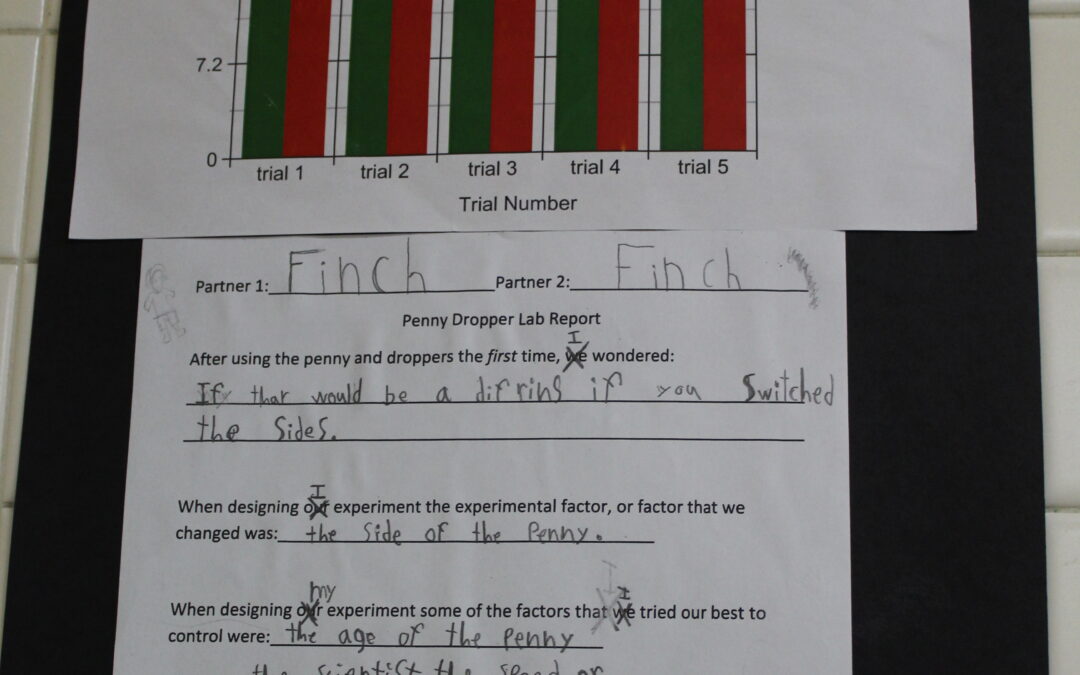 7.2
0
trial 1 trial 2 trial 3 trial 4 trial 5
Trial Number
Partner 1: Finch Partner 2: Finch
Penny Dropper Lab Report
I
After using the penny and droppers the first time, we wondered:
If thar would be a difrins if you Switched
the Sides.
I
When designing our experiment the experimental factor, or factor that we
changed was: the Side of the Penny.
my I
When designing our experiment some of the factors that we tried our best to
control were: the age of the Penny
the scientist the